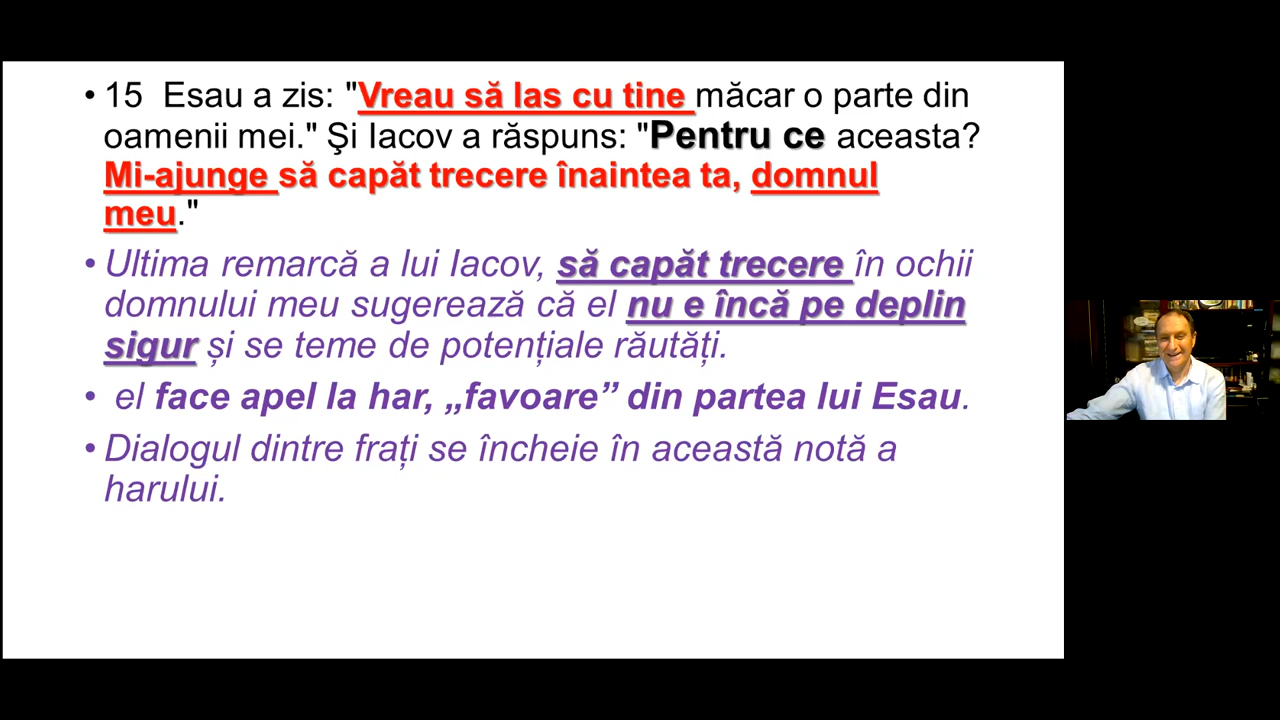 • 15  Esau a zis: "Vreau să las cu tine măcar o parte din
oamenii mei." Şi Iacov a răspuns: "Pentru ce aceasta?
Mi-ajunge să capăt trecere înaintea ta, domnul
meu."
• Ultima remarcă a lui Iacov, să capăt trecere în ochii
domnului meu sugerează că el nu e încă pe deplin
sigur și se teme de potențiale răutăți.
• el face apel la har, „favoare” din partea lui Esau.
• Dialogul dintre frați se încheie în această notă a
harului.